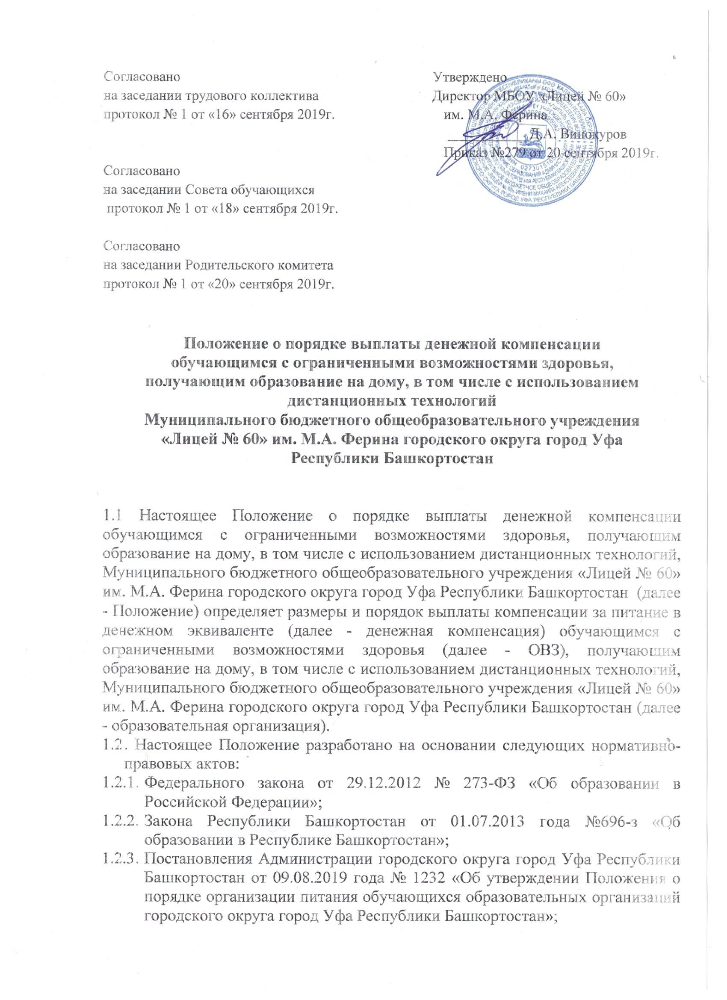 Согласовано
на заседании трудового коллектива
протокол № 1 от «16» сентября 2019г.
Утверждено
Директор МБОУ «Лицей № 60»
им. М.А. Ферина
____________ Д.А. Винокуров
Приказ №279 от 20 сентября 2019г.
Согласовано
на заседании Совета обучающихся
протокол № 1 от «18» сентября 2019г.
Согласовано
на заседании Родительского комитета
протокол № 1 от «20» сентября 2019г.
Положение о порядке выплаты денежной компенсации
обучающимся с ограниченными возможностями здоровья,
получающим образование на дому, в том числе с использованием
дистанционных технологий
Муниципального бюджетного общеобразовательного учреждения
«Лицей № 60» им. М.А. Ферина городского округа город Уфа
Республики Башкортостан
1.1 Настоящее Положение о порядке выплаты денежной компенсации
обучающимся с ограниченными возможностями здоровья, получающим
образование на дому, в том числе с использованием дистанционных технологий,
Муниципального бюджетного общеобразовательного учреждения «Лицей № 60»
им. М.А. Ферина городского округа город Уфа Республики Башкортостан (далее
- Положение) определяет размеры и порядок выплаты компенсации за питание в
денежном эквиваленте (далее - денежная компенсация) обучающимся с
ограниченными возможностями здоровья (далее - ОВЗ), получающим
образование на дому, в том числе с использованием дистанционных технологий,
Муниципального бюджетного общеобразовательного учреждения «Лицей № 60»
им. М.А. Ферина городского округа город Уфа Республики Башкортостан (далее
- образовательная организация).
1.2. Настоящее Положение разработано на основании следующих нормативно-
правовых актов:
1.2.1. Федерального закона от 29.12.2012 № 273-ФЗ «Об образовании в
Российской Федерации»;
1.2.2. Закона Республики Башкортостан от 01.07.2013 года №696-з «Об
образовании в Республике Башкортостан»;
1.2.3. Постановления Администрации городского округа город Уфа Республики
Башкортостан от 09.08.2019 года № 1232 «Об утверждении Положения о
порядке организации питания обучающихся образовательных организаций
городского округа город Уфа Республики Башкортостан»;